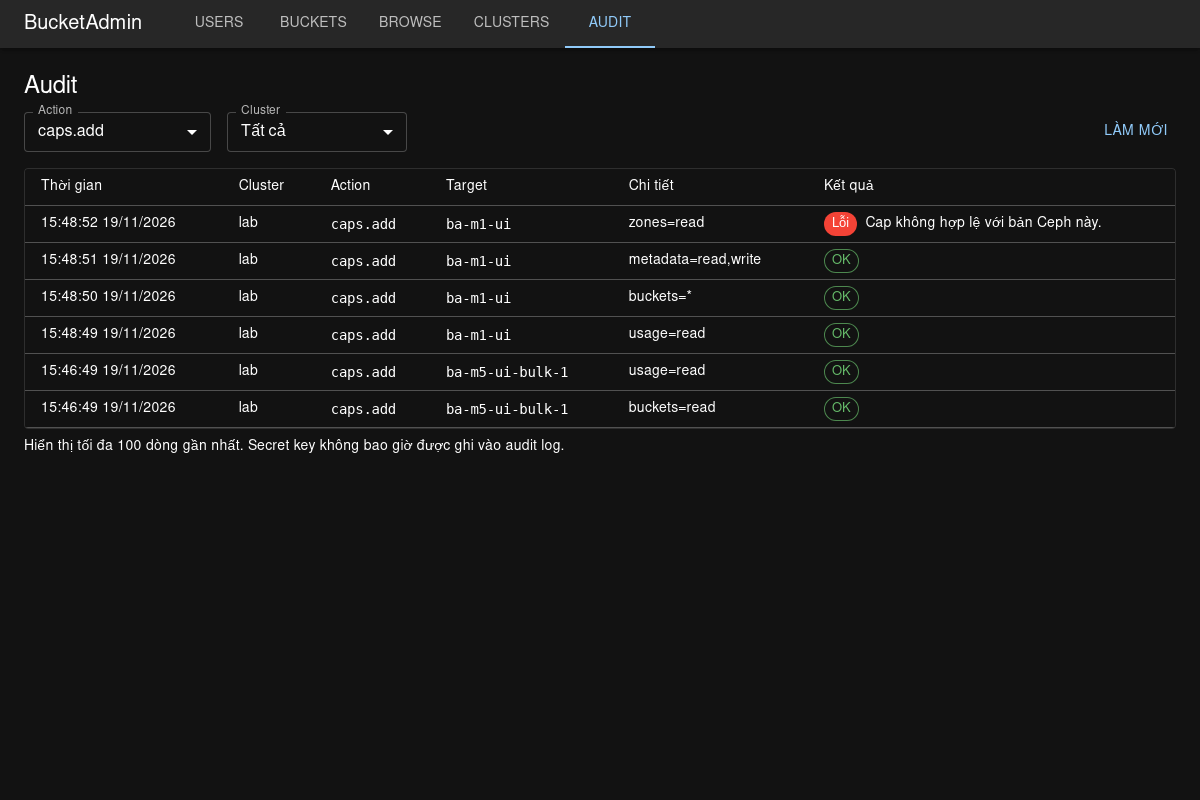 BucketAdmin USERS BUCKETS BROWSE CLUSTERS AUDIT
Audit
Action Cluster
caps.add Tất cả LÀM MỚI
Thời gian Cluster Action Target Chi tiết Kết quả
15:48:52 19/11/2026 lab caps.add ba-m1-ui zones=read Lỗi Cap không hợp lệ với bản Ceph này.
15:48:51 19/11/2026 lab caps.add ba-m1-ui metadata=read,write OK
15:48:50 19/11/2026 lab caps.add ba-m1-ui buckets=* OK
15:48:49 19/11/2026 lab caps.add ba-m1-ui usage=read OK
15:46:49 19/11/2026 lab caps.add ba-m5-ui-bulk-1 usage=read OK
15:46:49 19/11/2026 lab caps.add ba-m5-ui-bulk-1 buckets=read OK
Hiển thị tối đa 100 dòng gần nhất. Secret key không bao giờ được ghi vào audit log.